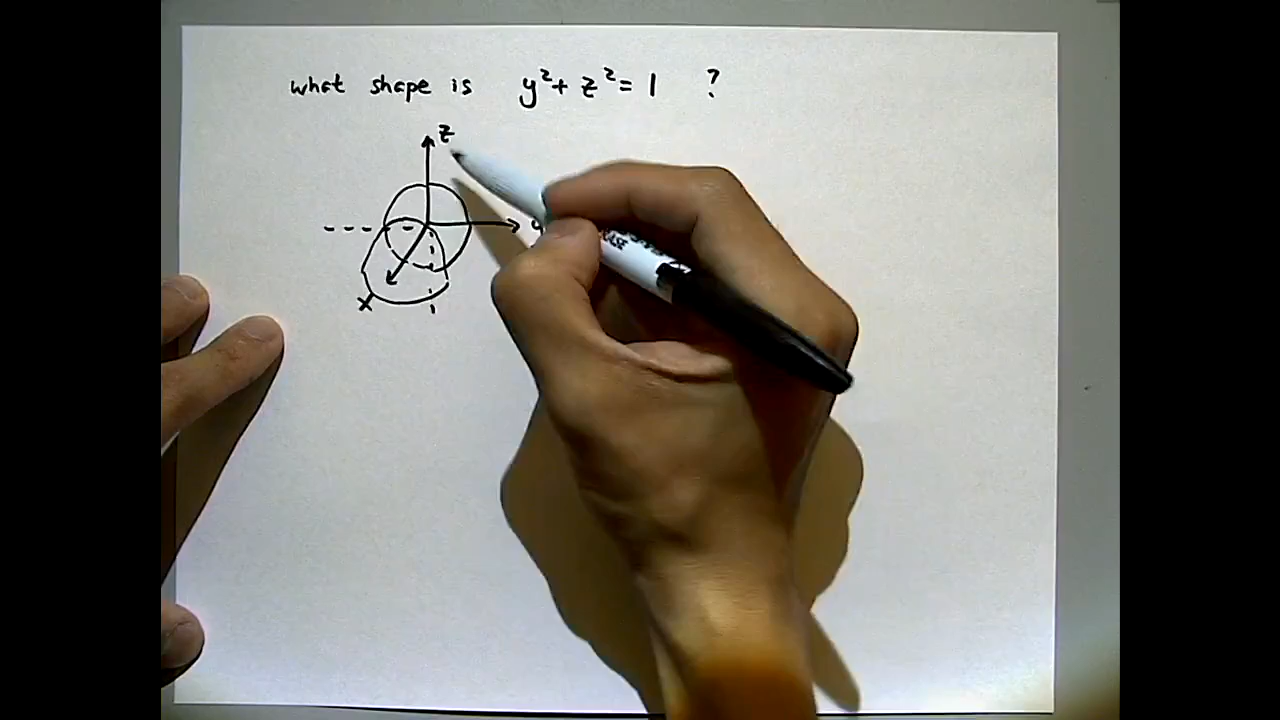 what shape is y²+ z² = 1 ?
z
x